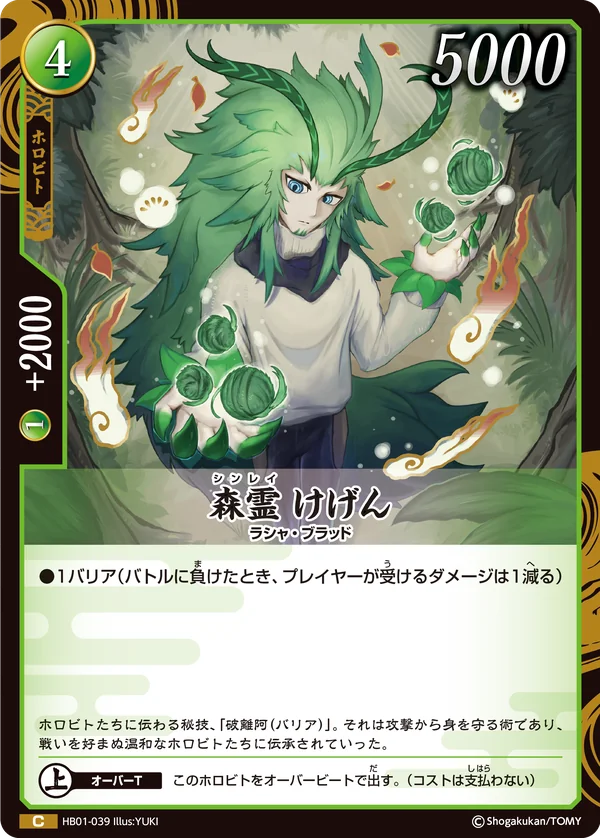 4
5000
ホロビト
+2000
1
シンレイ
森霊 けげん
ラシャ・ブラッド
●1バリア(バトルに負けたとき、プレイヤーが受けるダメージは1減る)
ホロビトたちに伝わる秘技、「破離阿(バリア)」。それは攻撃から身を守る術であり、
戦いを好まぬ温和なホロビトたちに伝承されていった。
上 オーバーT このホロビトをオーバービートで出す。(コストは支払わない)
C HB01-039 Illus:YUKI ©Shogakukan/TOMY